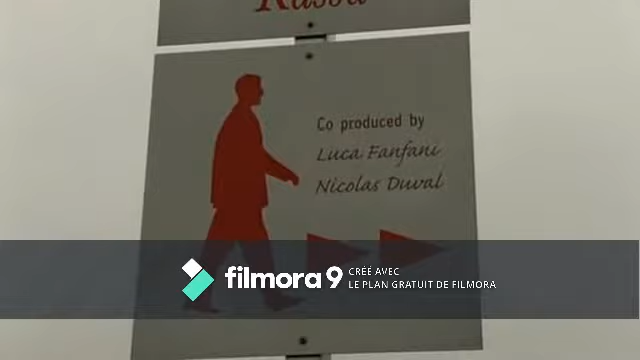 Co produced by
Luca Fanfani
Nicolas Duval
filmora 9
CRÉÉ AVEC
LE PLAN GRATUIT DE FILMORA